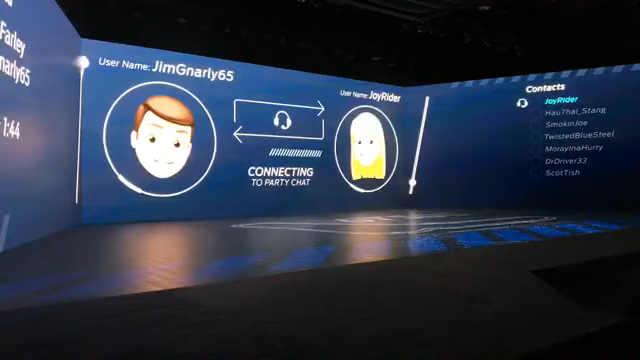 Farley
narly65
1:44
User Name: JimGnarly65
User Name: JoyRider
CONNECTING
TO PARTY CHAT
Contacts
JoyRider
HauThai_Stang
SmokinJoe
TwistedBlueSteel
MorayInaHurry
DrDriver33
ScotTish